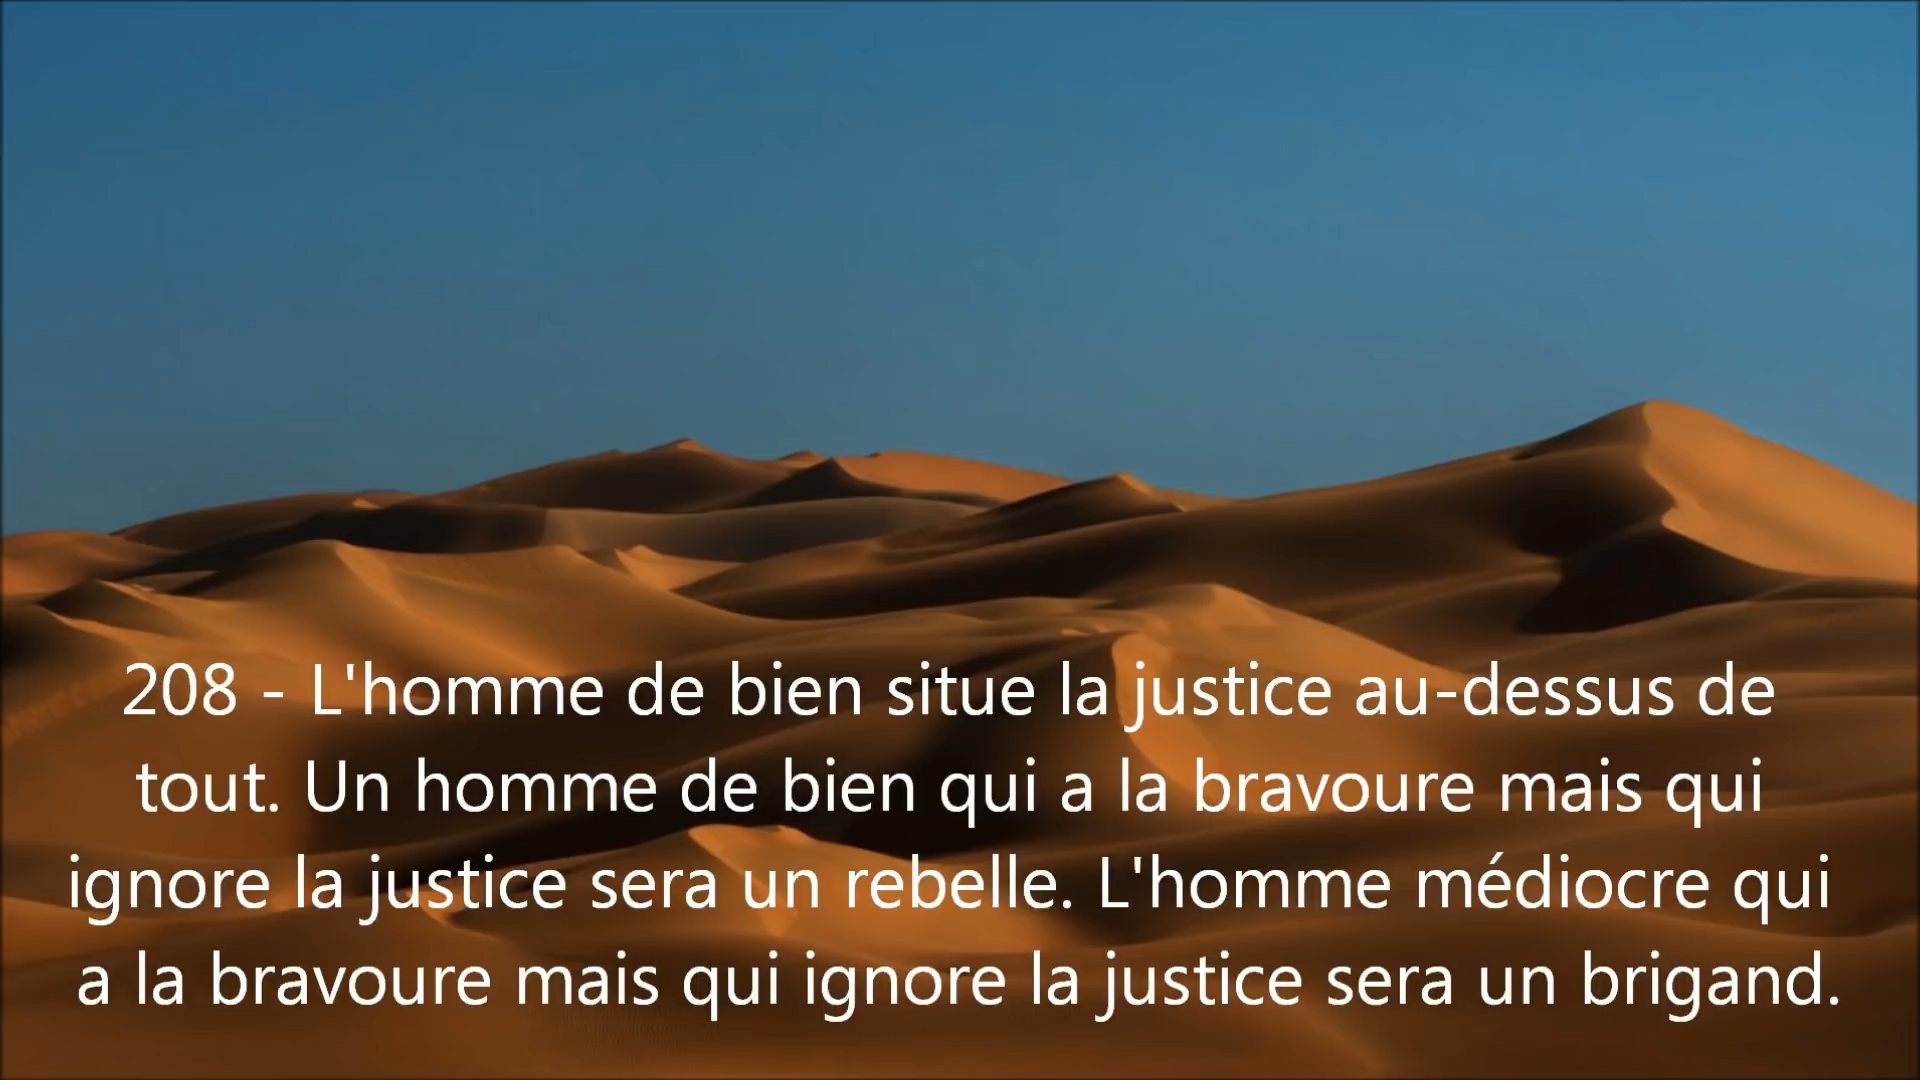 208 - L'homme de bien situe la justice au-dessus de
tout. Un homme de bien qui a la bravoure mais qui
ignore la justice sera un rebelle. L'homme médiocre qui
a la bravoure mais qui ignore la justice sera un brigand.